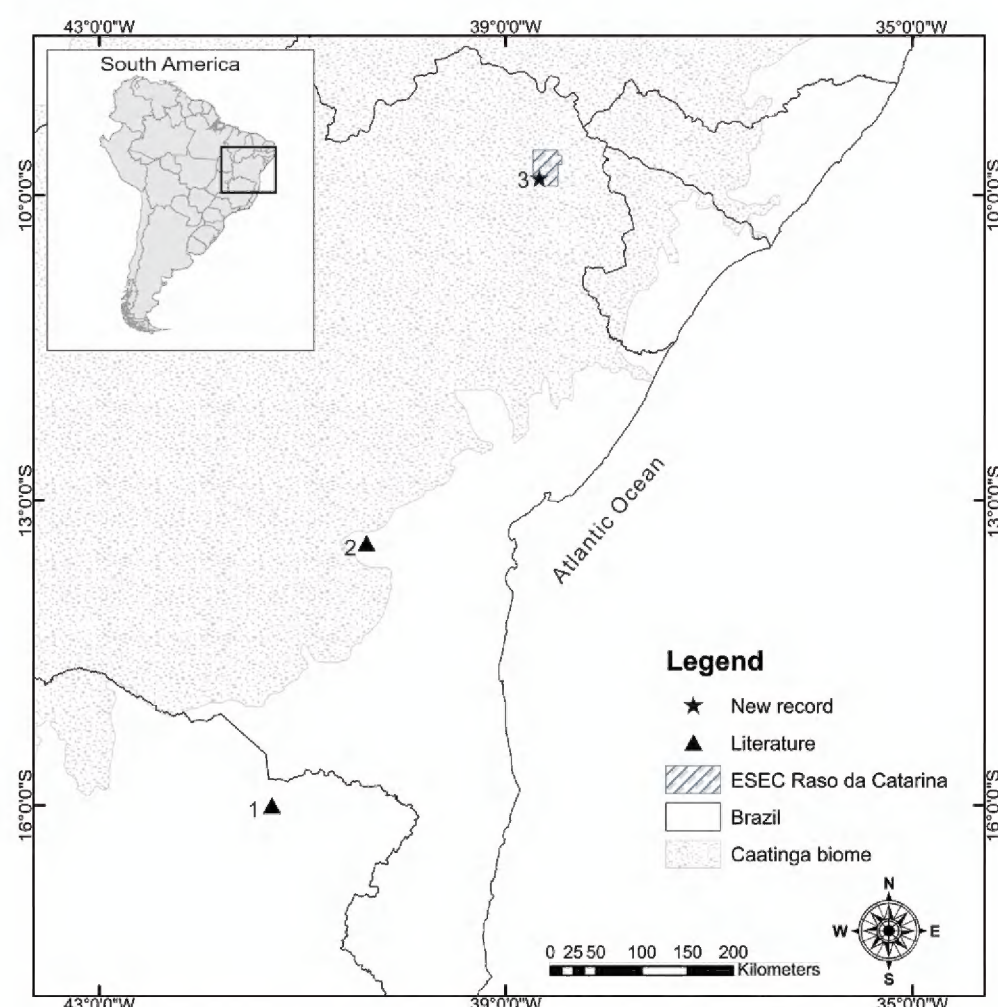 43°0'0"W
39°0'0"W
35°0'0"W
South America
10°0'0"S
10°0'0"S
3
13°0'0"S
13°0'0"S
Atlantic Ocean
2
Legend
New record
Literature
ESEC Raso da Catarina
Brazil
Caatinga biome
16°0'0"S
16°0'0"S
1
N
W
E
S
0 25 50 100 150 200
Kilometers
43°0'0"W
39°0'0"W
35°0'0"W